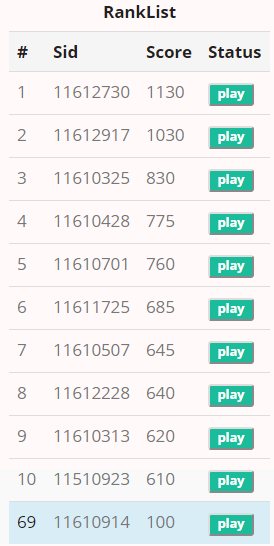 RankList
# Sid Score Status
1 11612730 1130 play
2 11612917 1030 play
3 11610325 830 play
4 11610428 775 play
5 11610701 760 play
6 11611725 685 play
7 11610507 645 play
8 11612228 640 play
9 11610313 620 play
10 11510923 610 play
69 11610914 100 play